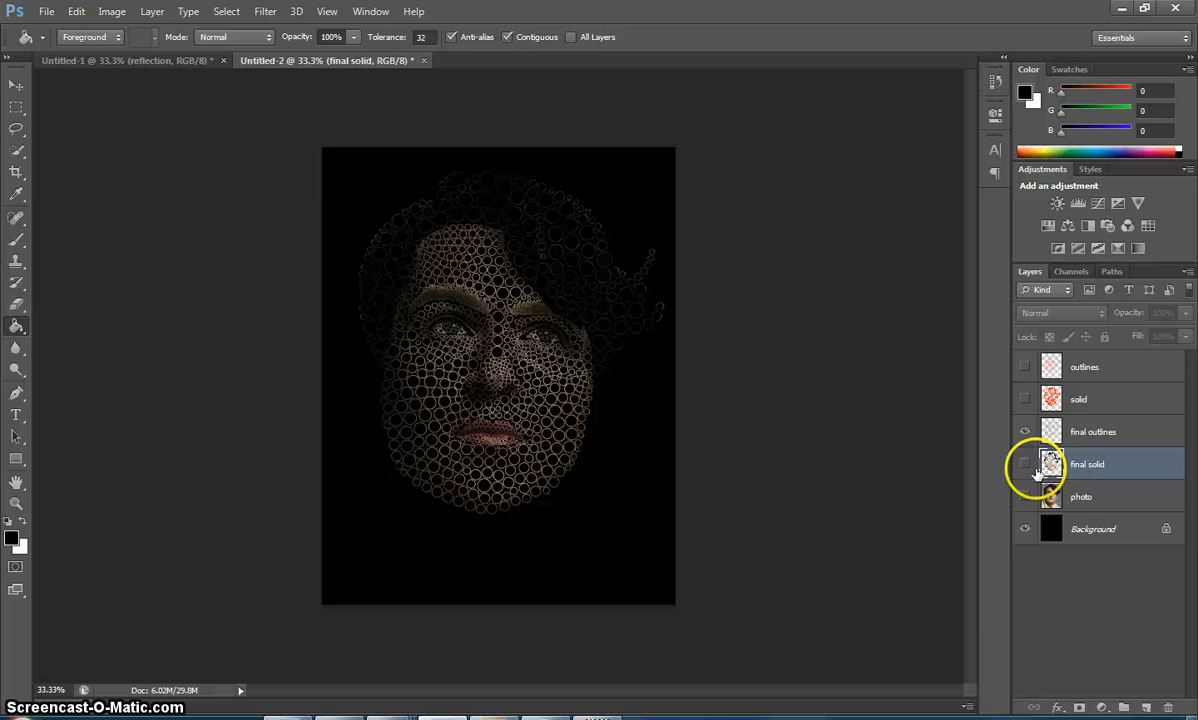 Ps File Edit Image Layer Type Select Filter 3D View Window Help
Foreground Mode: Normal Opacity: 100% Tolerance: 32 Anti-alias Contiguous All Layers Essentials
Untitled-1 @ 33.3% (reflection, RGB/8) * × Untitled-2 @ 33.3% (final solid, RGB/8) * ×
Color Swatches
R 0
G 0
B 0
Adjustments Styles
Add an adjustment
Layers Channels Paths
Kind
Normal Opacity: 100%
Lock: Fill: 100%
outlines
solid
final outlines
final solid
photo
Background
33.33% Doc: 6.02M/29.8M
Screencast-O-Matic.com